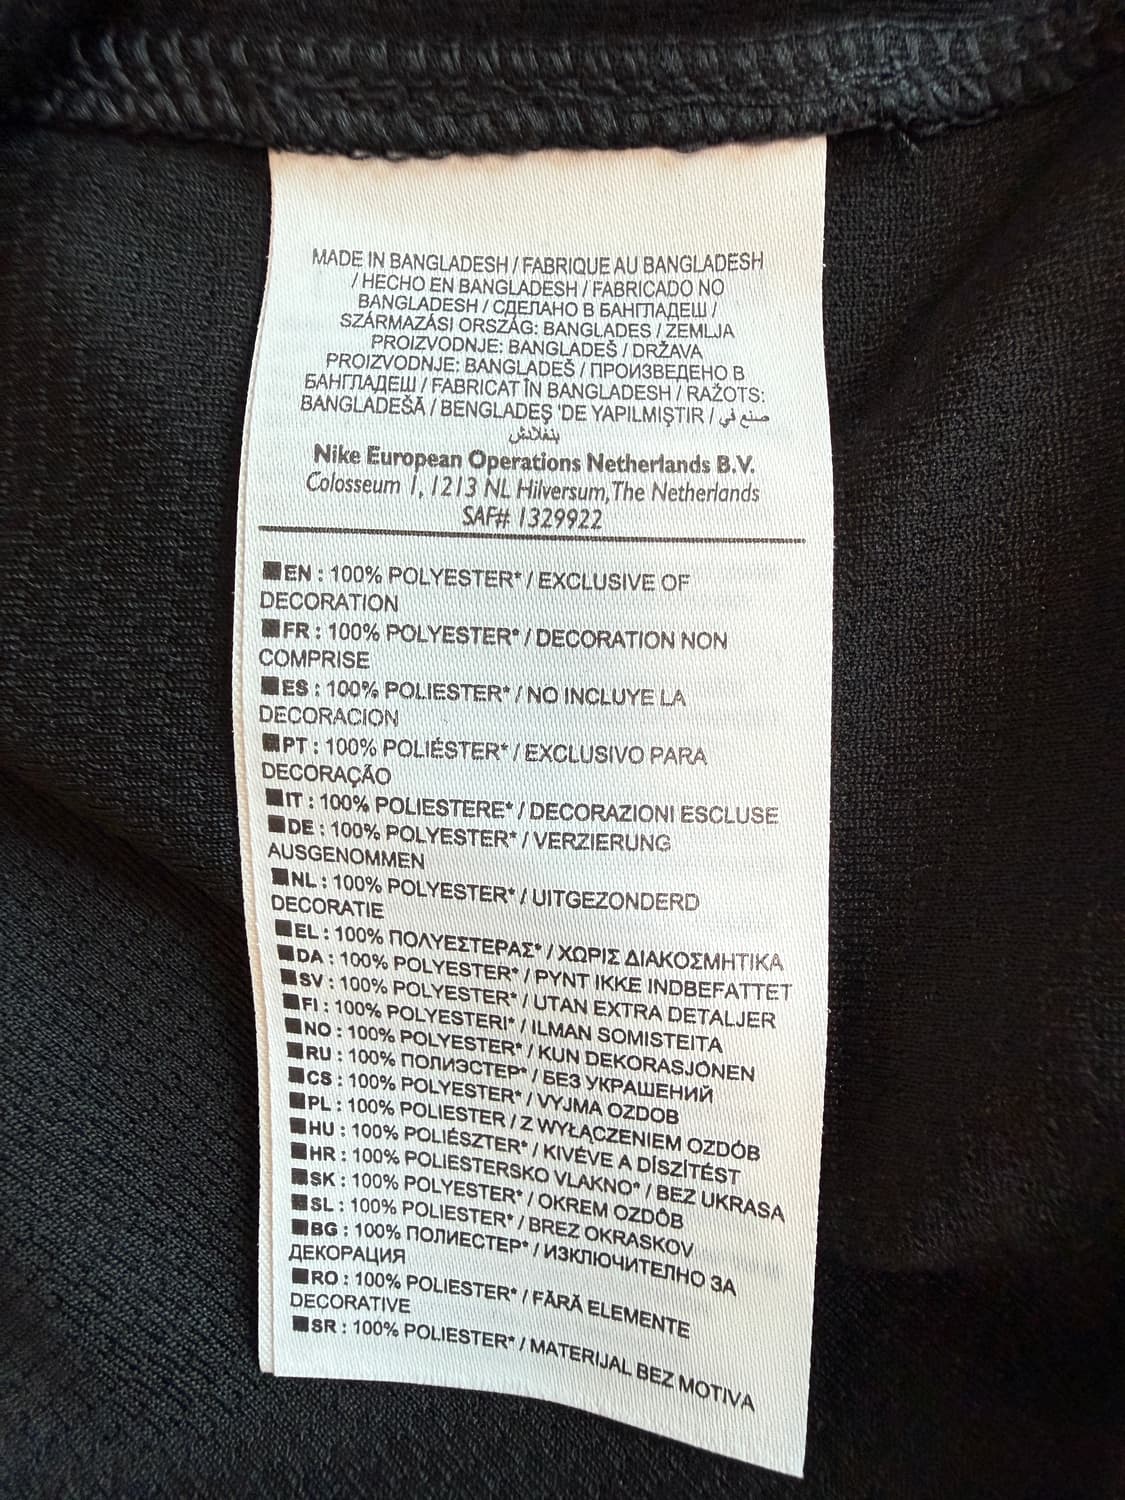 MADE IN BANGLADESH / FABRIQUE AU BANGLADESH
/ HECHO EN BANGLADESH / FABRICADO NO
BANGLADESH / СДЕЛАНО В БАНГЛАДЕШ /
SZÁRMAZÁSI ORSZÁG: BANGLADES / ZEMLJA
PROIZVODNJE: BANGLADEŠ / DRŽAVA
PROIZVODNJE: BANGLADEŠ / ПРОИЗВЕДЕНО В
БАНГЛАДЕШ / FABRICAT ÎN BANGLADESH / RAŽOTS:
BANGLADEŠĀ / BENGLADEŞ 'DE YAPILMIŞTIR / صنع في
بنغلادش
Nike European Operations Netherlands B.V.
Colosseum 1, 1213 NL Hilversum, The Netherlands
SAF# 1329922
■EN : 100% POLYESTER* / EXCLUSIVE OF
DECORATION
■FR : 100% POLYESTER* / DECORATION NON
COMPRISE
■ES : 100% POLIESTER* / NO INCLUYE LA
DECORACION
■PT : 100% POLIÉSTER* / EXCLUSIVO PARA
DECORAÇÃO
■IT : 100% POLIESTERE* / DECORAZIONI ESCLUSE
■DE : 100% POLYESTER* / VERZIERUNG
AUSGENOMMEN
■NL : 100% POLYESTER* / UITGEZONDERD
DECORATIE
■EL : 100% ΠΟΛΥΕΣΤΕΡΑΣ* / ΧΩΡΙΣ ΔΙΑΚΟΣΜΗΤΙΚΑ
■DA : 100% POLYESTER* / PYNT IKKE INDBEFATTET
■SV : 100% POLYESTER* / UTAN EXTRA DETALJER
■FI : 100% POLYESTERI* / ILMAN SOMISTEITA
■NO : 100% POLYESTER* / KUN DEKORASJONEN
■RU : 100% ПОЛИЭСТЕР* / БЕЗ УКРАШЕНИЙ
■CS : 100% POLYESTER* / VYJMA OZDOB
■PL : 100% POLIESTER / Z WYŁĄCZENIEM OZDÓB
■HU : 100% POLIÉSZTER* / KIVÉVE A DÍSZÍTÉST
■HR : 100% POLIESTERSKO VLAKNO* / BEZ UKRASA
■SK : 100% POLYESTER* / OKREM OZDÔB
■SL : 100% POLIESTER* / BREZ OKRASKOV
■BG : 100% ПОЛИЕСТЕР* / ИЗКЛЮЧИТЕЛНО ЗА
ДЕКОРАЦИЯ
■RO : 100% POLIESTER* / FĂRĂ ELEMENTE
DECORATIVE
■SR : 100% POLIESTER* / MATERIJAL BEZ MOTIVA